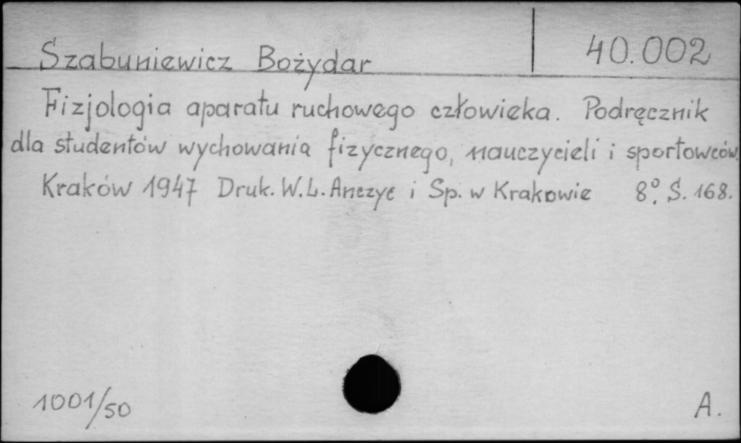 Szabuniewicz Bożydar
40.002
Fizjologia aparatu ruchowego człowieka. Podręcznik
dla studentów wychowania fizycznego, nauczycieli i sportowców
Kraków 1947 Druk. W.L. Anczyc i Sp. w Krakowie 8°. S. 168.
1001/50
A.